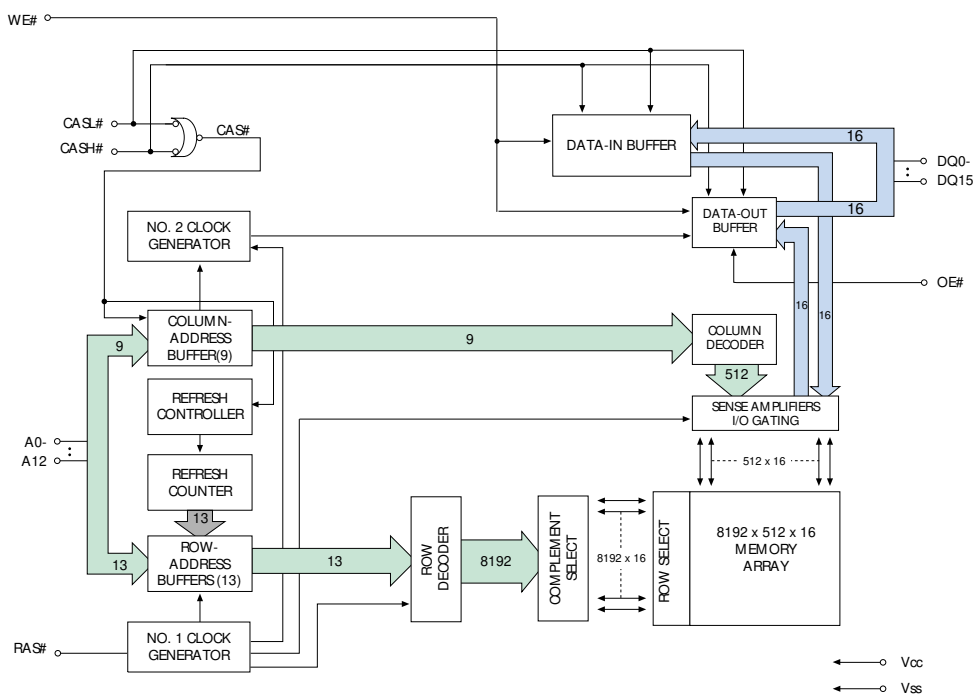 WE#
CASL#
CASH#
CAS#
DATA-IN BUFFER
16
DQ0-
:
DQ15
16
DATA-OUT
BUFFER
NO. 2 CLOCK
GENERATOR
OE#
16
16
COLUMN-
ADDRESS
BUFFER(9)
9
9
COLUMN
DECODER
512
REFRESH
CONTROLLER
SENSE AMPLIFIERS
I/O GATING
A0-
:
A12
512 x 16
REFRESH
COUNTER
13
ROW-
ADDRESS
BUFFERS (13)
13
13
ROW
DECODER
8192
COMPLEMENT
SELECT
8192 x 16
ROW SELECT
8192 x 512 x 16
MEMORY
ARRAY
RAS#
NO. 1 CLOCK
GENERATOR
Vcc
Vss